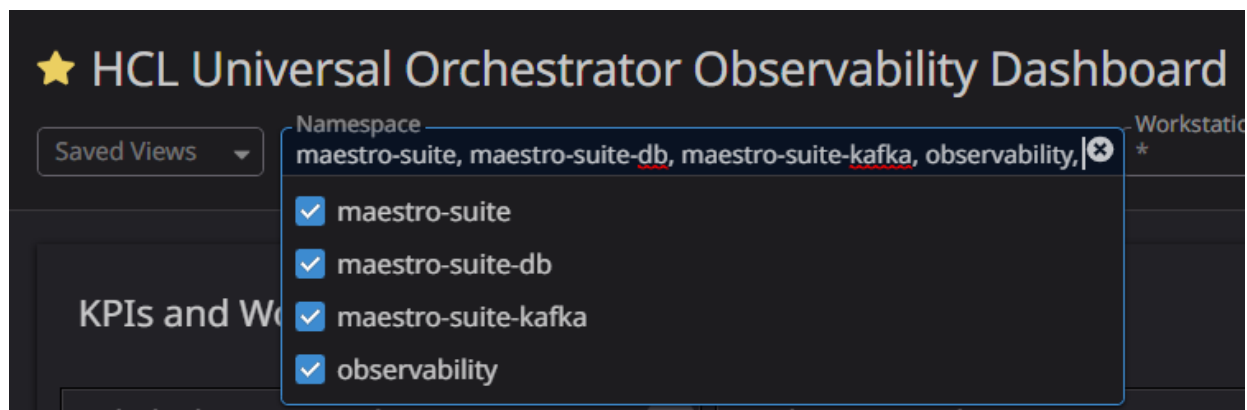 HCL Universal Orchestrator Observability Dashboard
Saved Views
Namespace
maestro-suite, maestro-suite-db, maestro-suite-kafka, observability,
*
maestro-suite
maestro-suite-db
maestro-suite-kafka
observability
KPIs and